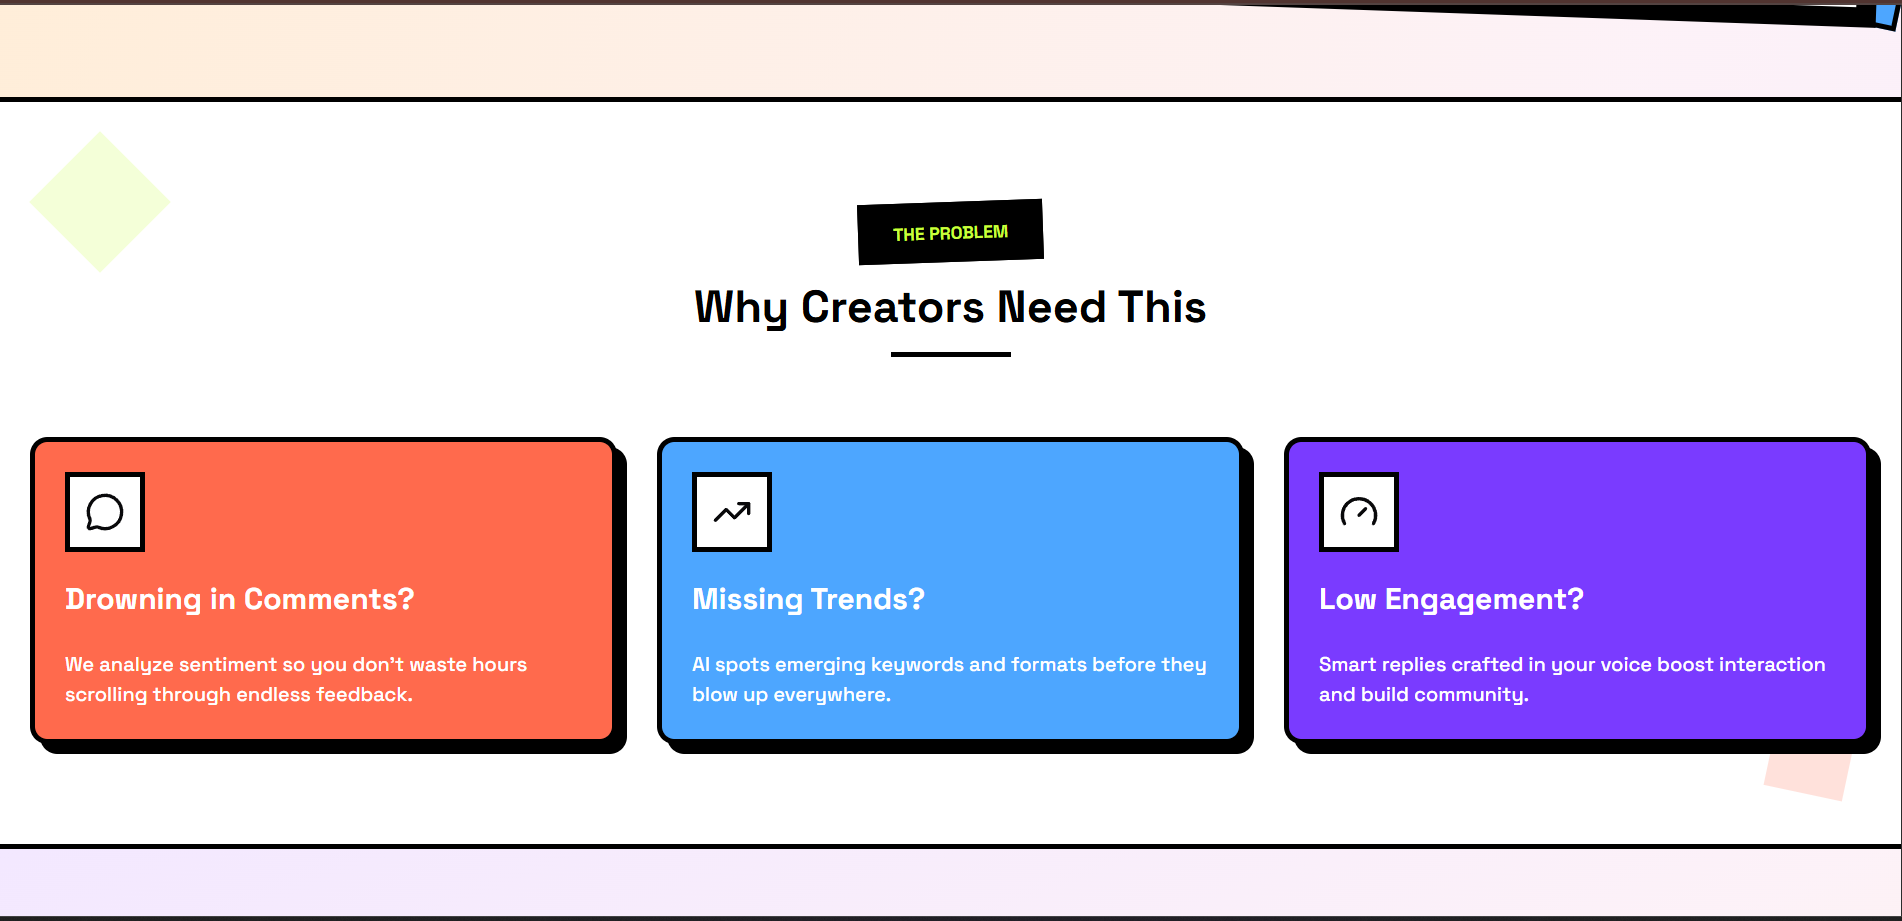 THE PROBLEM
Why Creators Need This
Drowning in Comments?
We analyze sentiment so you don't waste hours
scrolling through endless feedback.
Missing Trends?
AI spots emerging keywords and formats before they
blow up everywhere.
Low Engagement?
Smart replies crafted in your voice boost interaction
and build community.